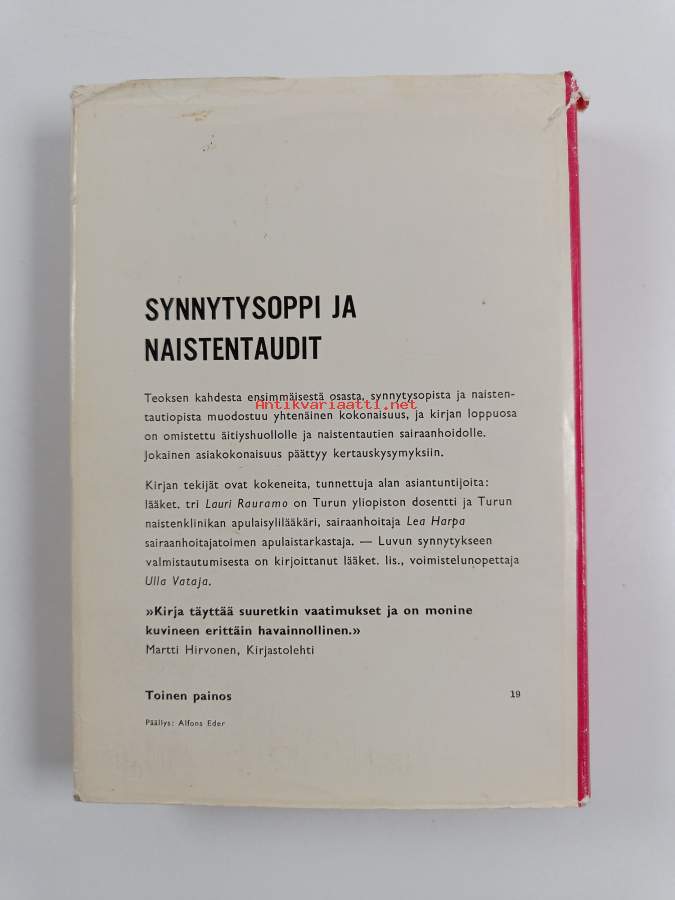 SYNNYTYSOPPI JA
NAISTENTAUDIT
Teoksen kahdesta ensimmäisestä osasta, synnytysopista ja naisten-
Antikvariaatti.net
tautiopista muodostuu yhtenäinen kokonaisuus, ja kirjan loppuosa
on omistettu äitiyshuollolle ja naistentautien sairaanhoidolle.
Jokainen asiakokonaisuus päättyy kertauskysymyksiin.
Kirjan tekijät ovat kokeneita, tunnettuja alan asiantuntijoita:
lääket. tri Lauri Rauramo on Turun yliopiston dosentti ja Turun
naistenklinikan apulaisylilääkäri, sairaanhoitaja Lea Harpa
sairaanhoitajatoimen apulaistarkastaja. — Luvun synnytykseen
valmistautumisesta on kirjoittanut lääket. lis., voimistelunopettaja
Ulla Vataja.
»Kirja täyttää suuretkin vaatimukset ja on monine
kuvineen erittäin havainnollinen.»
Martti Hirvonen, Kirjastolehti
Toinen painos 19
Päällys: Alfons Eder